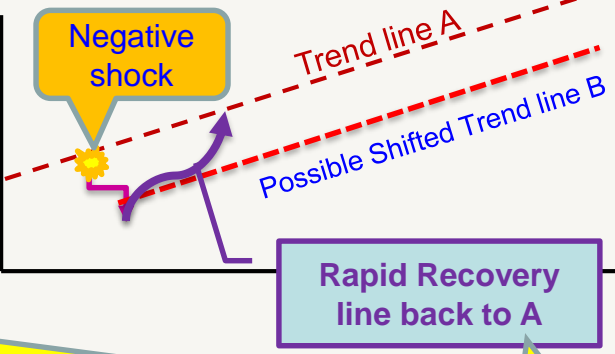 Negative
shock
Trend line A
Possible Shifted Trend line B
Rapid Recovery
line back to A